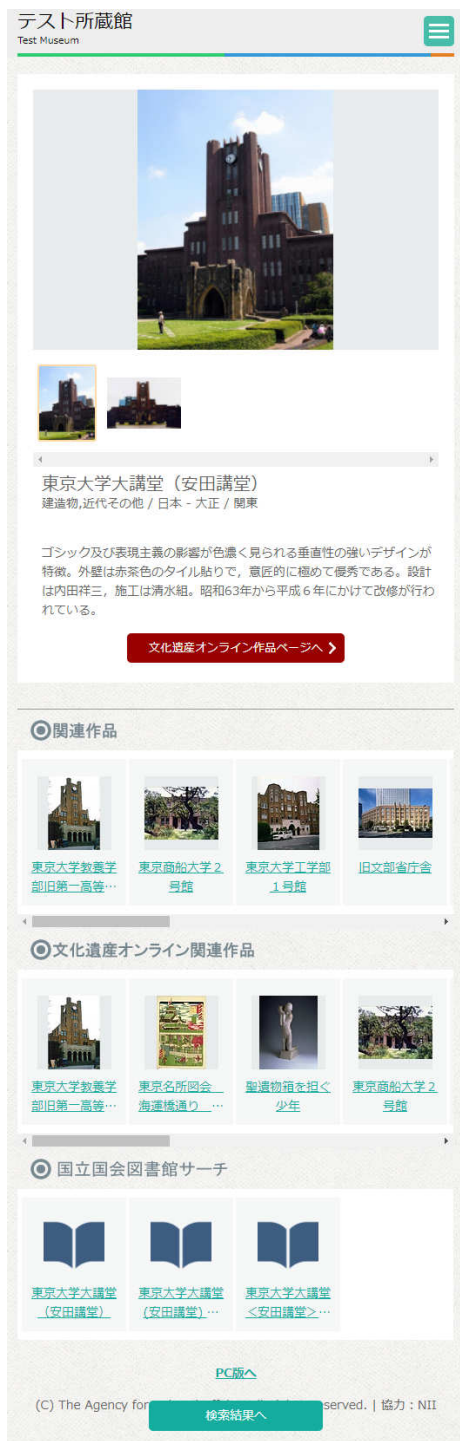 テスト所蔵館
Test Museum
東京大学大講堂（安田講堂）
建造物,近代その他 / 日本 - 大正 / 関東
ゴシック及び表現主義の影響が色濃く見られる垂直性の強いデザインが
特徴。外壁は赤茶色のタイル貼りで，意匠的に極めて優秀である。設計
は内田祥三，施工は清水組。昭和63年から平成６年にかけて改修が行わ
れている。
文化遺産オンライン作品ページへ
関連作品
東京大学教養学
部旧第一高等…
東京商船大学２
号館
東京大学工学部
１号館
旧文部省庁舎
文化遺産オンライン関連作品
東京大学教養学
部旧第一高等…
東京名所図会
海運橋通り …
聖遺物箱を担ぐ
少年
東京商船大学２
号館
国立国会図書館サーチ
東京大学大講堂
（安田講堂）
東京大学大講堂
(安田講堂) …
東京大学大講堂
＜安田講堂＞…
PC版へ
(C) The Agency for served. | 協力：NII
検索結果へ